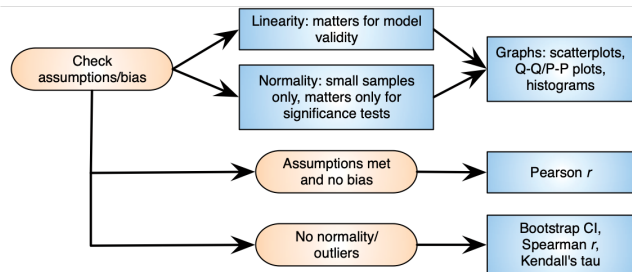 Linearity: matters for model
validity
Check
assumptions/bias
Normality: small samples
only, matters only for
significance tests
Graphs: scatterplots,
Q-Q/P-P plots,
histograms
Assumptions met
and no bias
Pearson r
No normality/
outliers
Bootstrap CI,
Spearman r,
Kendall's tau